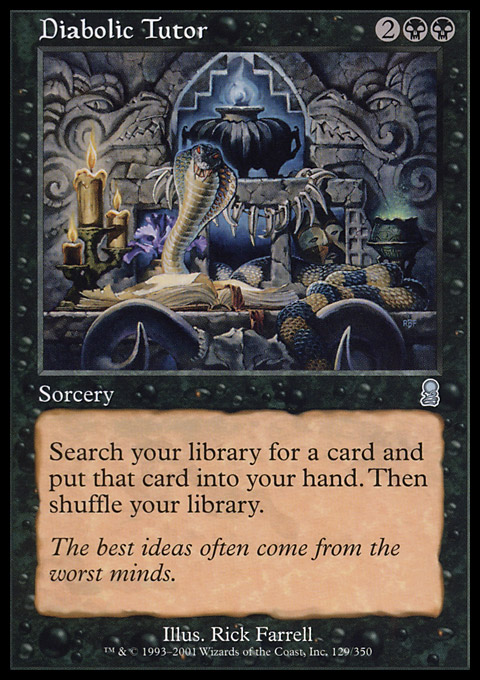 Diabolic Tutor 2
Sorcery
Search your library for a card and
put that card into your hand. Then
shuffle your library.
The best ideas often come from the
worst minds.
Illus. Rick Farrell
™ & © 1993–2001 Wizards of the Coast, Inc. 129/350
RBF